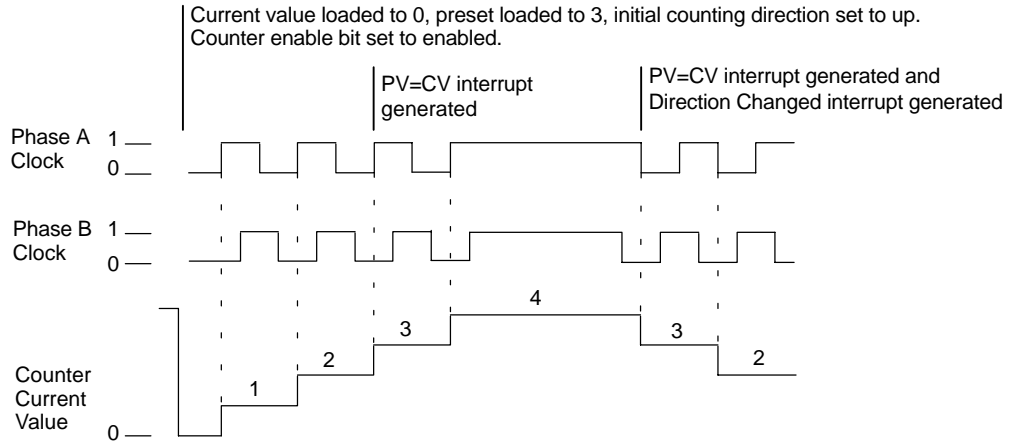 Current value loaded to 0, preset loaded to 3, initial counting direction set to up.
Counter enable bit set to enabled.
PV=CV interrupt
generated
PV=CV interrupt generated and
Direction Changed interrupt generated
Phase A
Clock
1
0
Phase B
Clock
1
0
4
3
3
2
2
1
Counter
Current
Value
0